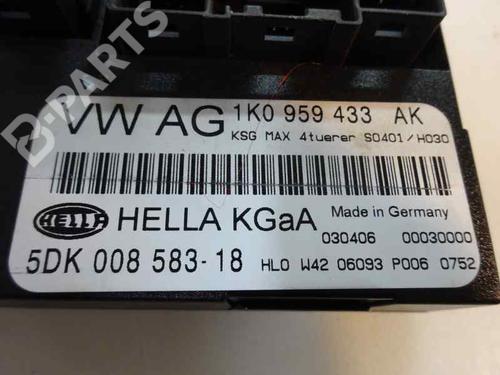 B-PARTS
VW AG 1K0 959 433 AK
KSG MAX 4tuerer S0401/H030
HELLA HELLA KGaA Made in Germany
030406 00030000
5DK 008 583-18 HL0 W42 06093 P006 0752